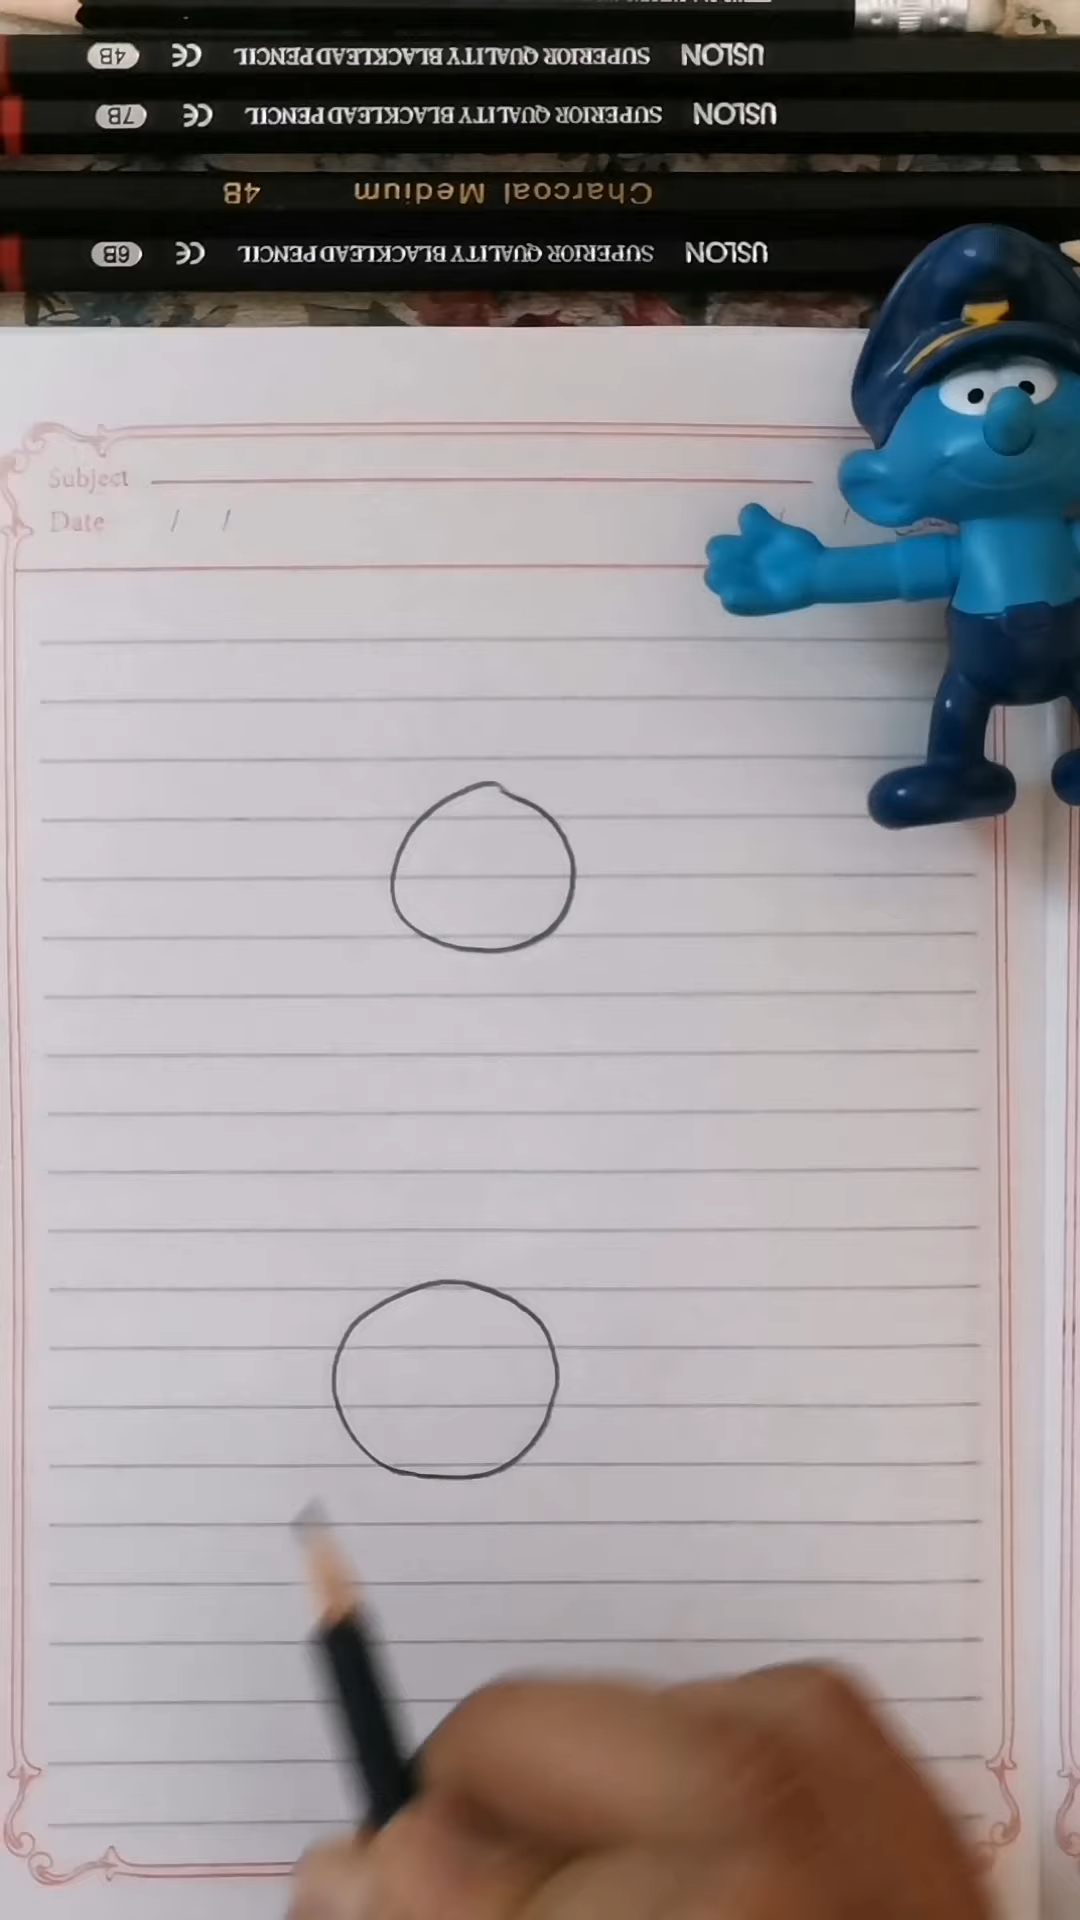 USLON SUPERIOR QUALITY BLACKLEAD PENCIL CE 4B
USLON SUPERIOR QUALITY BLACKLEAD PENCIL CE 7B
Charcoal Medium 4B
USLON SUPERIOR QUALITY BLACKLEAD PENCIL CE 6B
Subject
Date / /